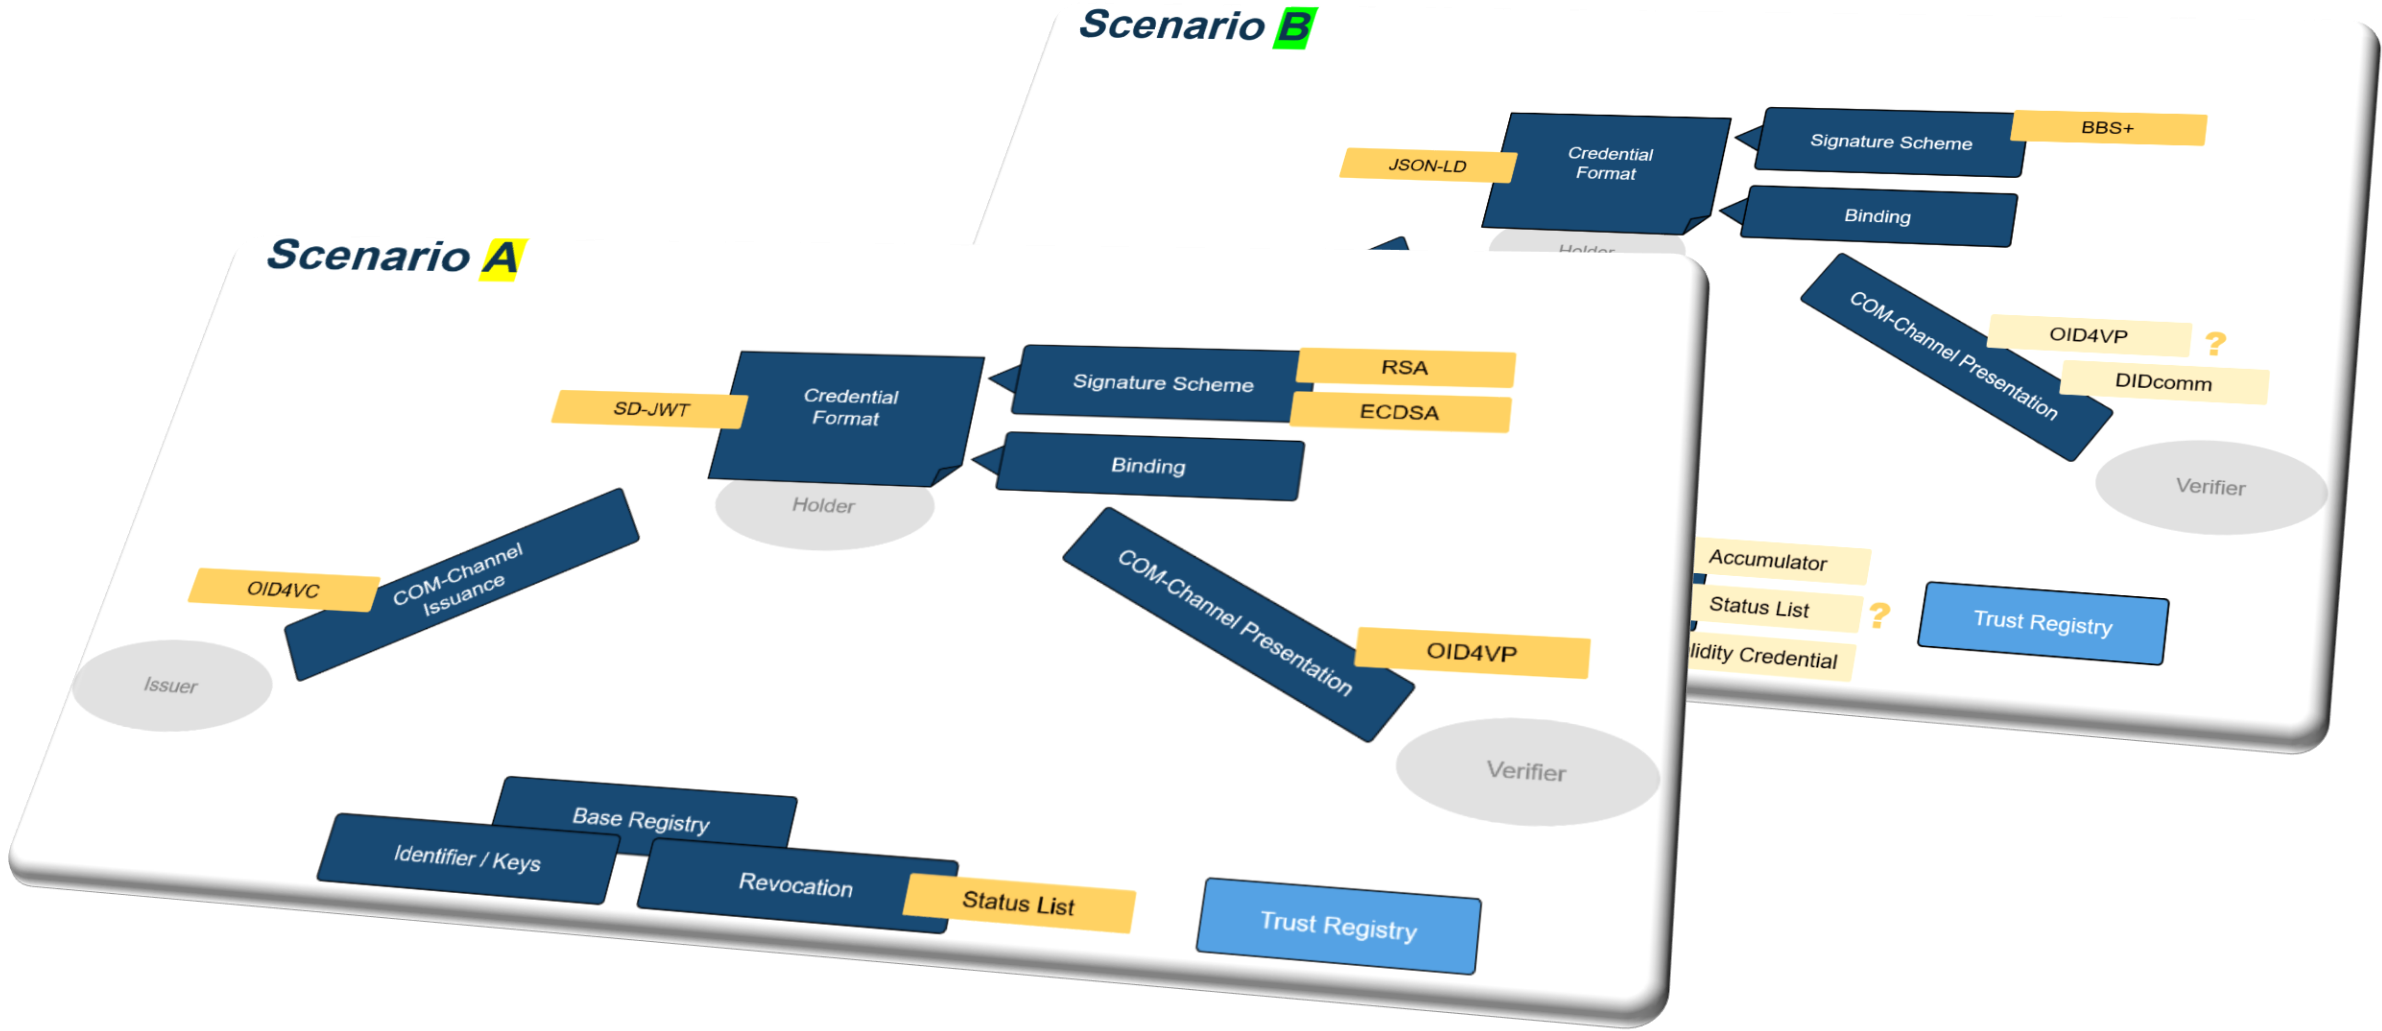 Scenario B
Credential
Format
JSON-LD
Signature Scheme
BBS+
Binding
Holder
COM-Channel Presentation
OID4VP
?
DIDcomm
Verifier
Accumulator
Status List
?
lidity Credential
Trust Registry
Scenario A
Credential
Format
SD-JWT
Signature Scheme
RSA
ECDSA
Binding
Holder
COM-Channel
Issuance
OID4VC
Issuer
COM-Channel Presentation
OID4VP
Verifier
Base Registry
Identifier / Keys
Revocation
Status List
Trust Registry